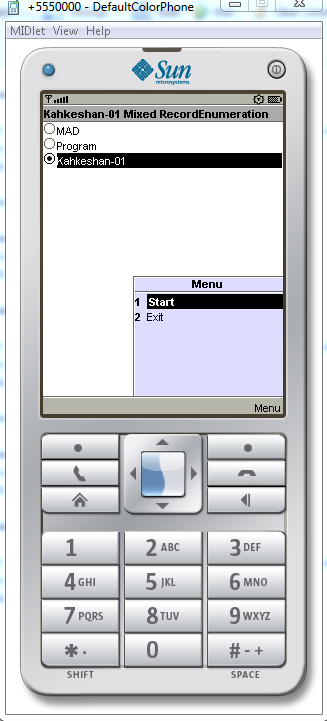 +5550000 - DefaultColorPhone
MIDlet View Help
Sun
microsystems
Kahkeshan-01 Mixed RecordEnumeration
MAD
Program
Kahkeshan-01
Menu
1 Start
2 Exit
Menu
1 2 ABC 3 DEF
4 GHI 5 JKL 6 MNO
7 PQRS 8 TUV 9 WXYZ
* . 0 # - +
SHIFT SPACE